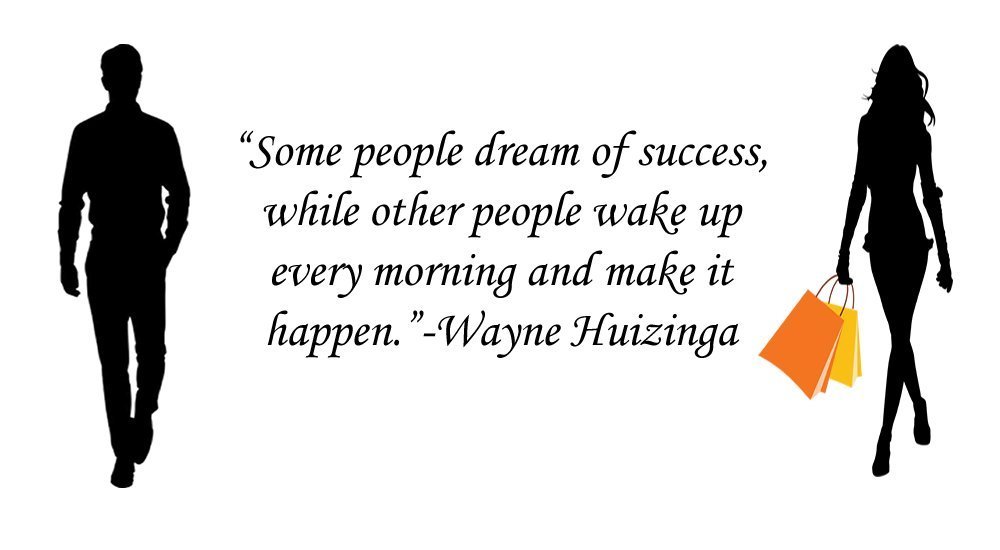 “Some people dream of success,
while other people wake up
every morning and make it
happen.”-Wayne Huizinga